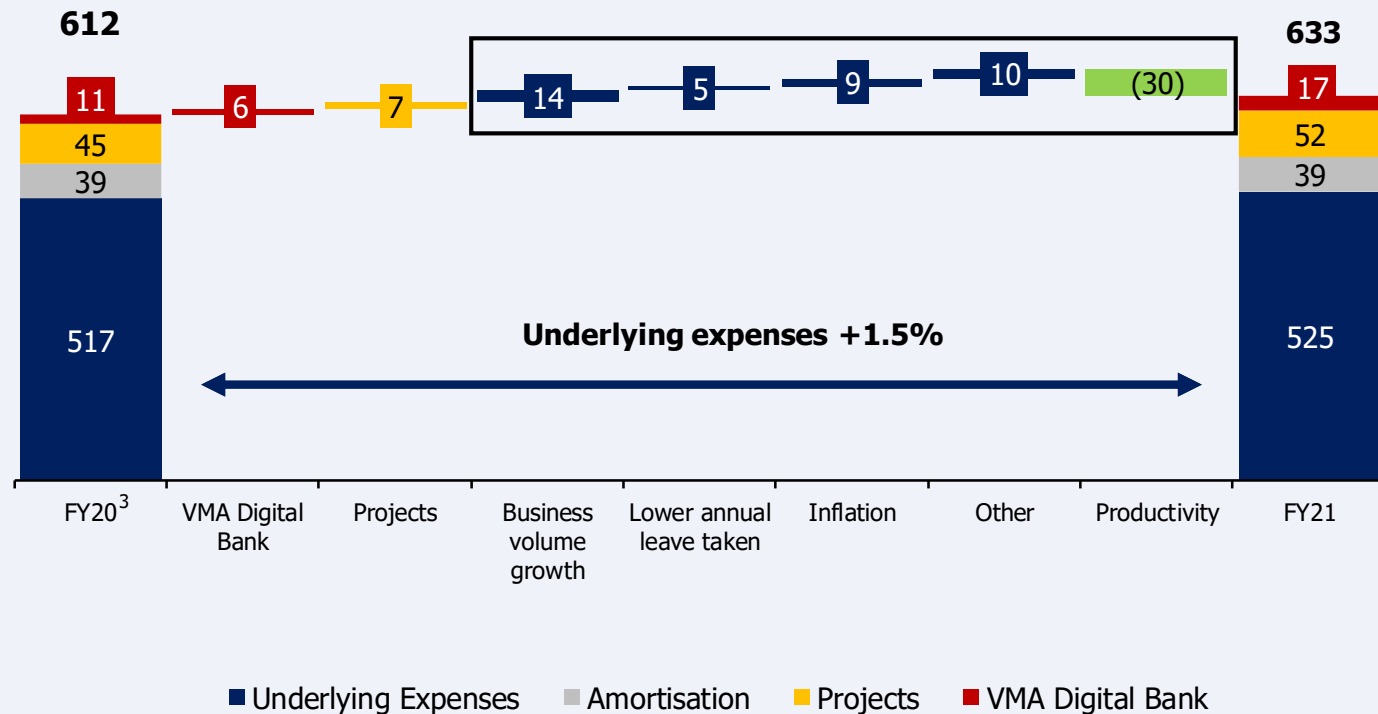 612
633
11
6
7
14
5
9
10
(30)
17
45
39
517
52
39
525
Underlying expenses +1.5%
FY20³
VMA Digital
Bank
Projects
Business
volume
growth
Lower annual
leave taken
Inflation
Other
Productivity
FY21
Underlying Expenses
Amortisation
Projects
VMA Digital Bank